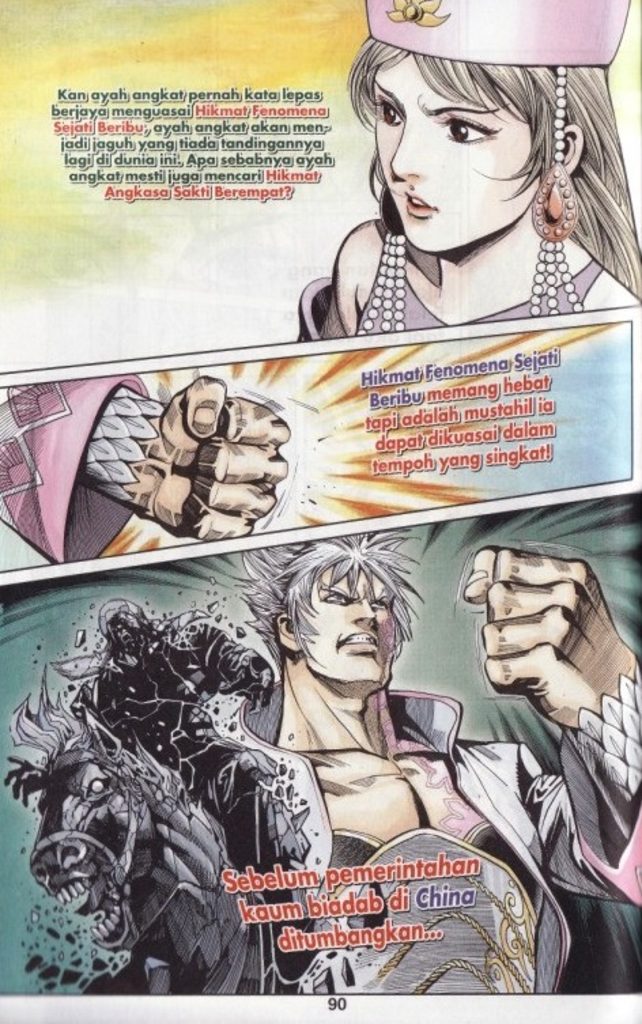 Kan ayah angkat pernah kata lepas
berjaya menguasai Hikmat Fenomena
Sejati Beribu, ayah angkat akan men-
jadi jaguh yang tiada tandingannya
lagi di dunia ini. Apa sebabnya ayah
angkat mesti juga mencari Hikmat
Angkasa Sakti Berempat?
Hikmat Fenomena Sejati
Beribu memang hebat
tapi adalah mustahil ia
dapat dikuasai dalam
tempoh yang singkat!
Sebelum pemerintahan
kaum biadab di China
ditumbangkan...
90